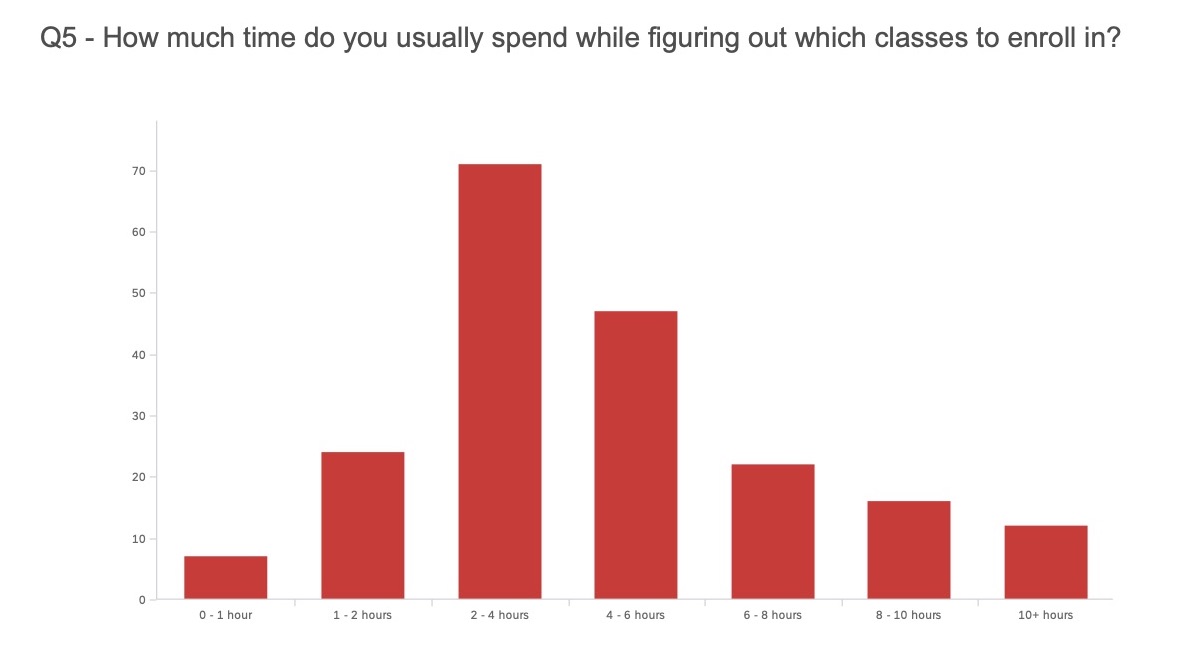 Q5 - How much time do you usually spend while figuring out which classes to enroll in?
70
60
50
40
30
20
10
0
0 - 1 hour
1 - 2 hours
2 - 4 hours
4 - 6 hours
6 - 8 hours
8 - 10 hours
10+ hours